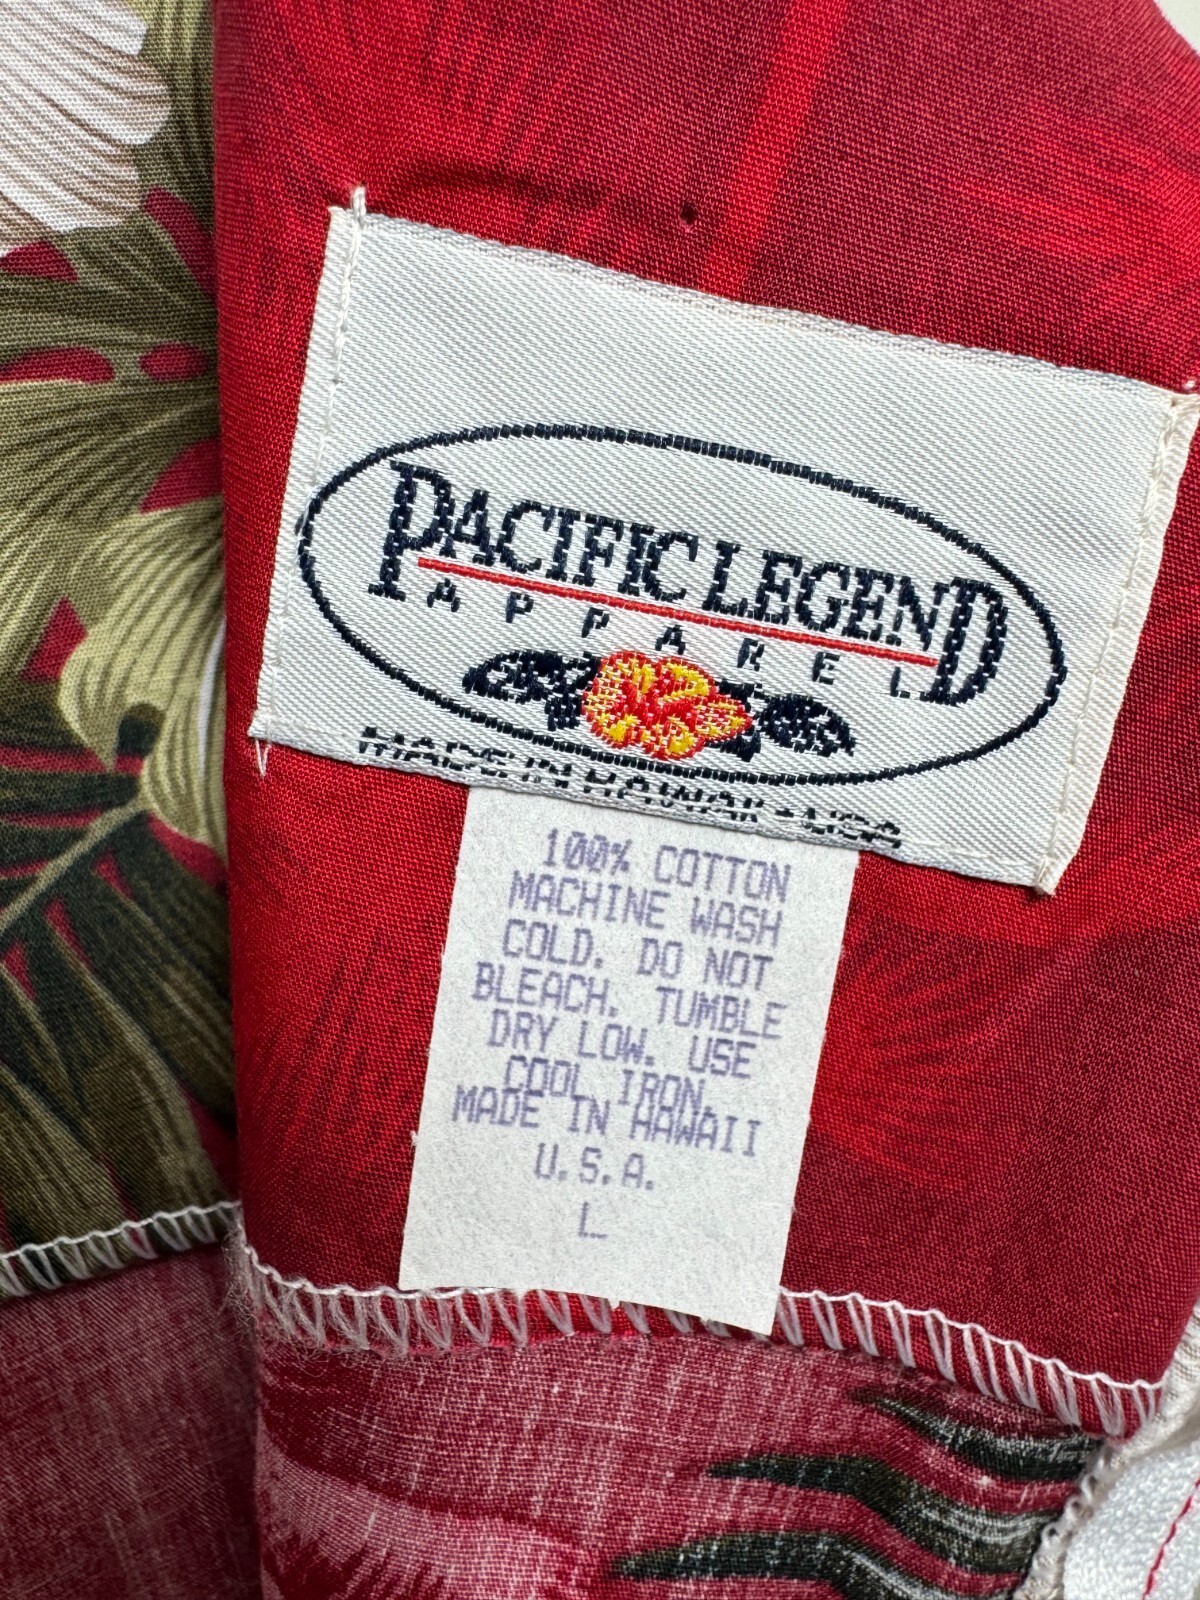 PACIFIC LEGEND
APPAREL
MADE IN HAWAII • USA
100% COTTON
MACHINE WASH
COLD. DO NOT
BLEACH. TUMBLE
DRY LOW. USE
COOL IRON.
MADE IN HAWAII
U.S.A.
L